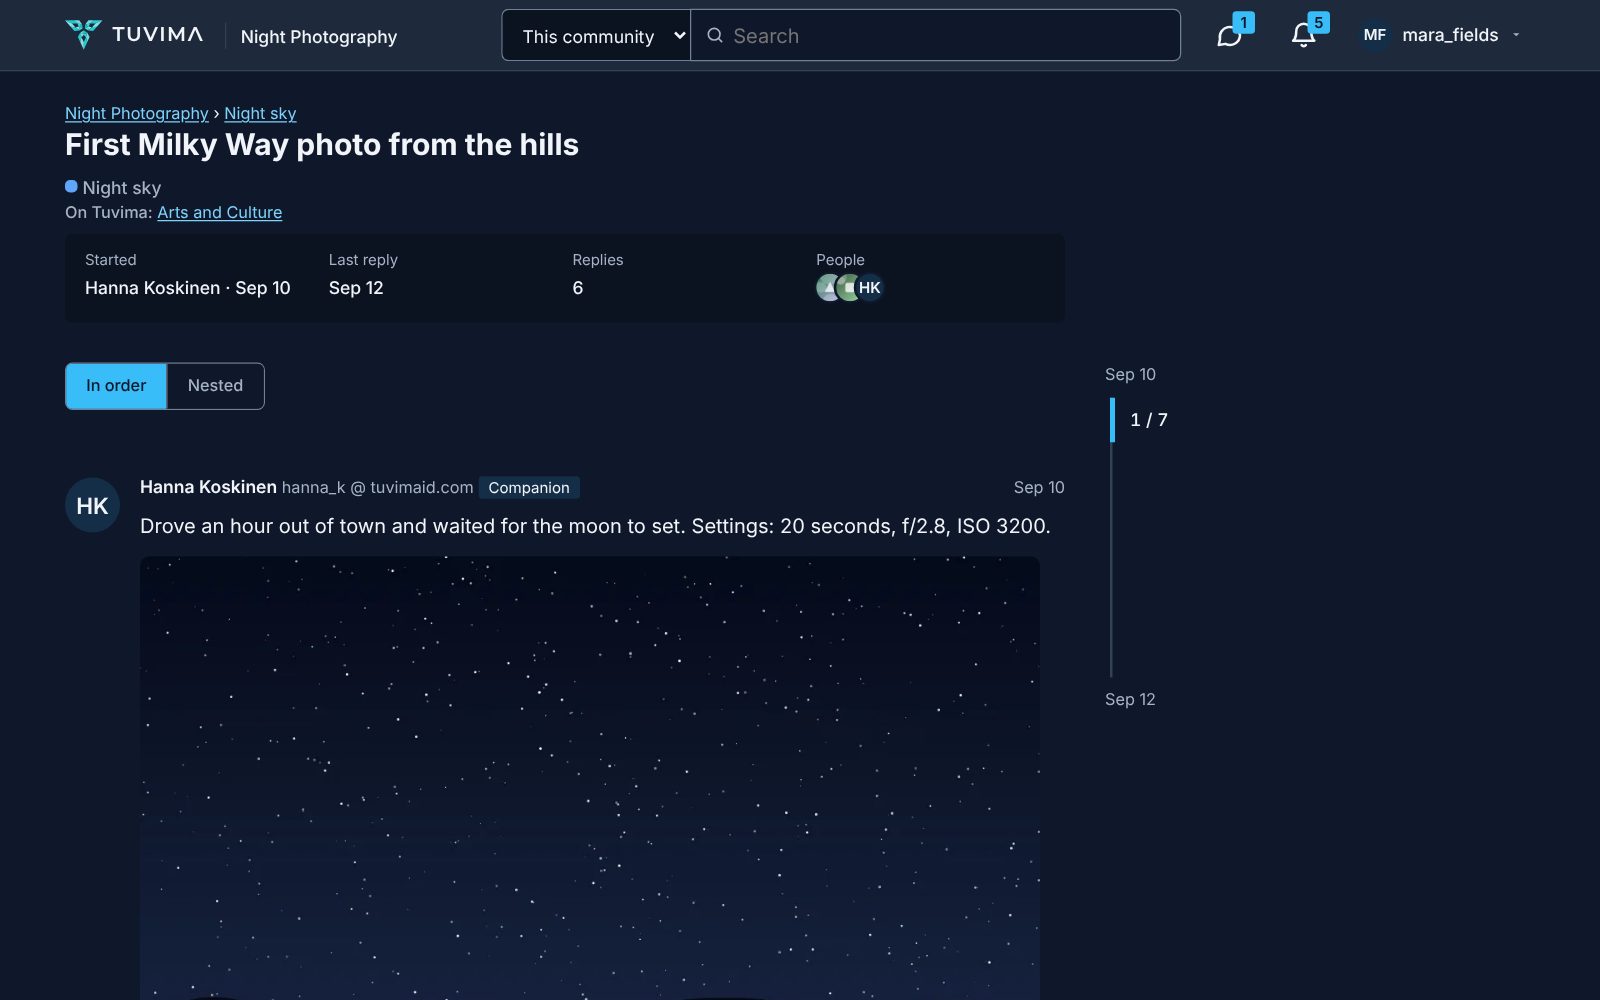 TUVIMA
Night Photography
This community
Search
1
5
MF
mara_fields
Night Photography › Night sky
First Milky Way photo from the hills
Night sky
On Tuvima: Arts and Culture
Started
Last reply
Replies
People
Hanna Koskinen · Sep 10
Sep 12
6
HK
In order
Nested
Sep 10
1 / 7
Sep 12
HK
Hanna Koskinen hanna_k @ tuvimaid.com Companion
Sep 10
Drove an hour out of town and waited for the moon to set. Settings: 20 seconds, f/2.8, ISO 3200.